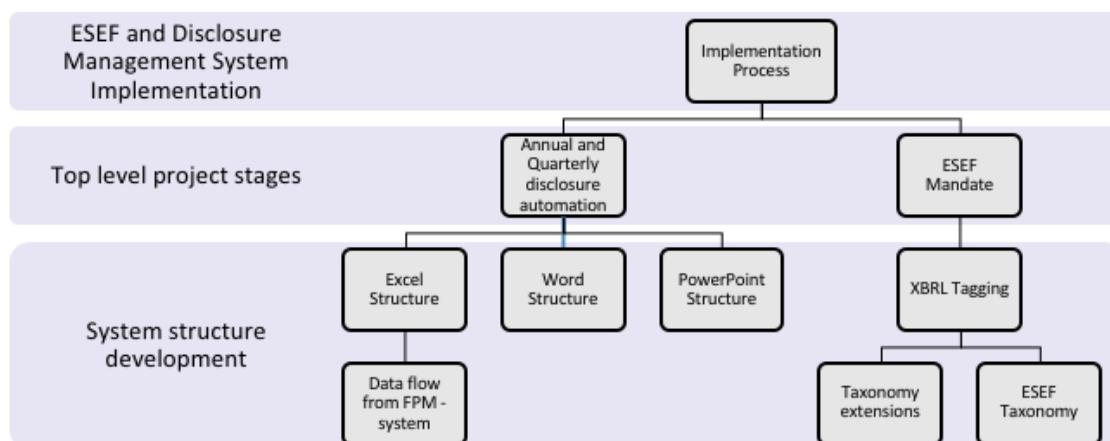 ESEF and Disclosure
Management System
Implementation
Implementation
Process
Top level project stages
Annual and
Quarterly
disclosure
automation
ESEF
Mandate
System structure
development
Excel
Structure
Word
Structure
PowerPoint
Structure
XBRL Tagging
Data flow
from FPM -
system
Taxonomy
extensions
ESEF
Taxonomy